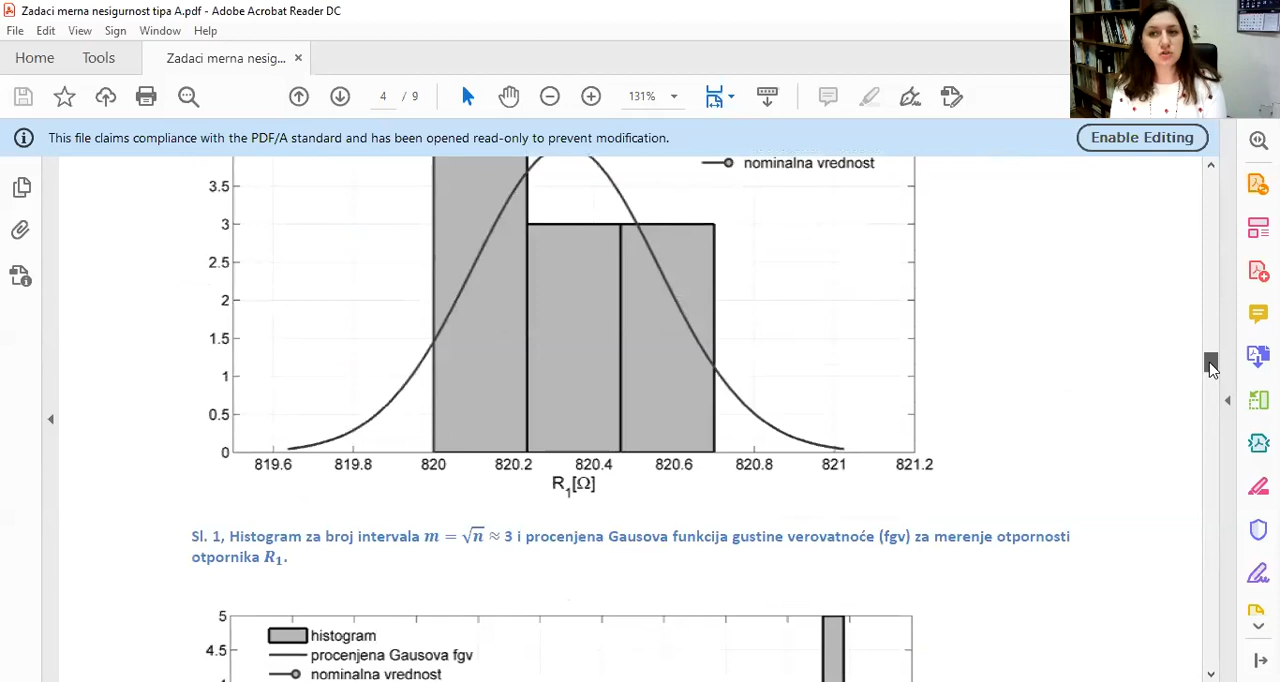 Zadaci merna nesigurnost tipa A.pdf - Adobe Acrobat Reader DC
File Edit View Sign Window Help
Home Tools Zadaci merna nesig... ×
4 / 9 131%
This file claims compliance with the PDF/A standard and has been opened read-only to prevent modification. Enable Editing
nominalna vrednost
3.5
3
2.5
2
1.5
1
0.5
0
819.6 819.8 820 820.2 820.4 820.6 820.8 821 821.2
R₁[Ω]
Sl. 1, Histogram za broj intervala m = √n ≈ 3 i procenjena Gausova funkcija gustine verovatnoće (fgv) za merenje otpornosti
otpornika R₁.
5
histogram
4.5
procenjena Gausova fgv
nominalna vrednost